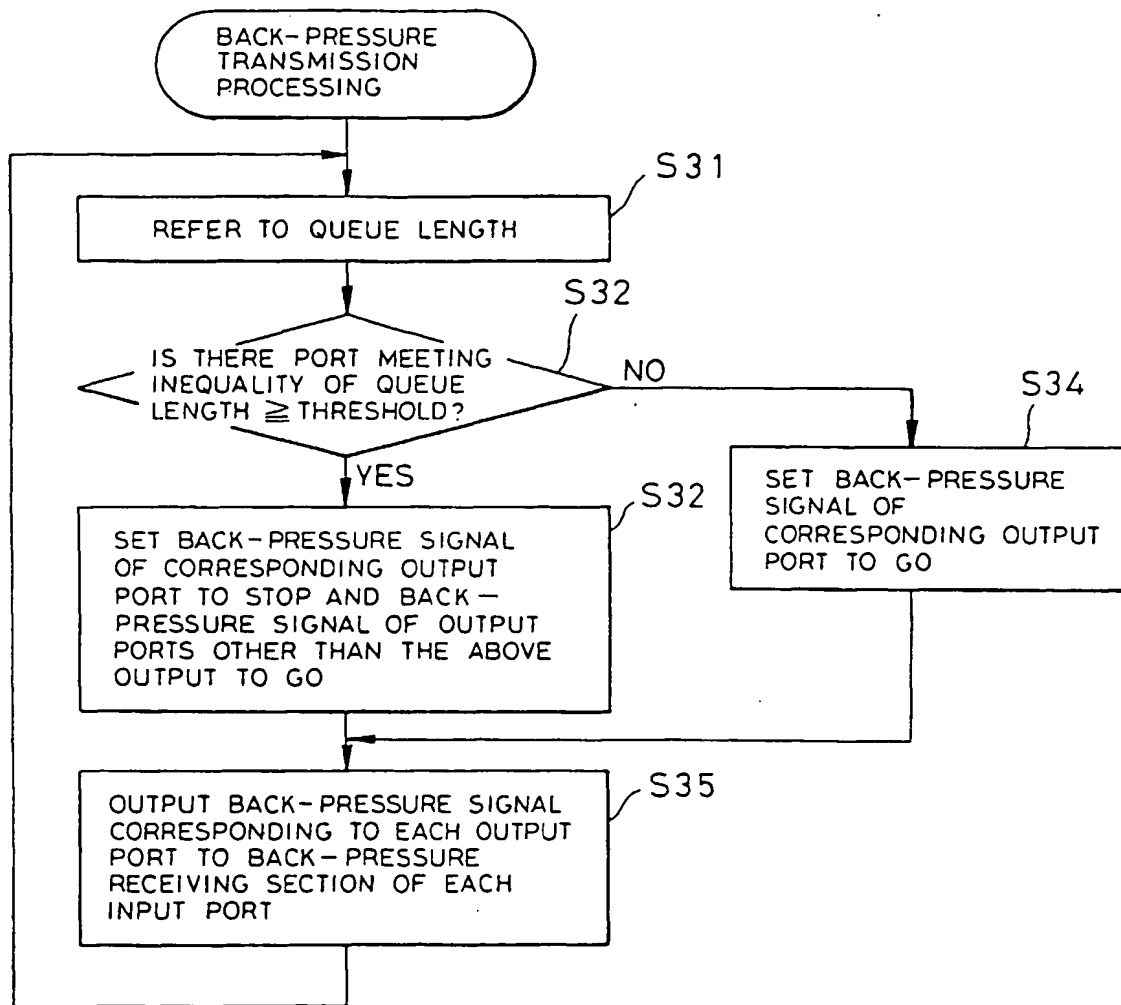 BACK-PRESSURE
TRANSMISSION
PROCESSING
S31
REFER TO QUEUE LENGTH
S32
IS THERE PORT MEETING
INEQUALITY OF QUEUE
LENGTH ≧ THRESHOLD?
NO
YES
S34
SET BACK-PRESSURE
SIGNAL OF
CORRESPONDING OUTPUT
PORT TO GO
S32
SET BACK-PRESSURE SIGNAL
OF CORRESPONDING OUTPUT
PORT TO STOP AND BACK-
PRESSURE SIGNAL OF OUTPUT
PORTS OTHER THAN THE ABOVE
OUTPUT TO GO
S35
OUTPUT BACK-PRESSURE SIGNAL
CORRESPONDING TO EACH OUTPUT
PORT TO BACK-PRESSURE
RECEIVING SECTION OF EACH
INPUT PORT